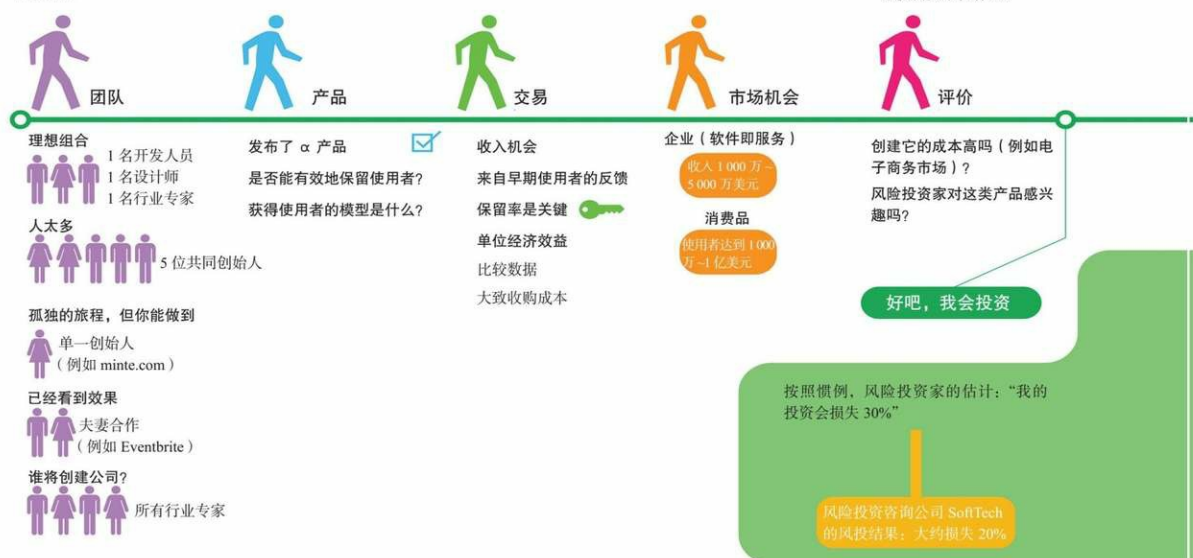 团队
理想组合
1 名开发人员
1 名设计师
1 名行业专家
人太多
5 位共同创始人
孤独的旅程，但你能做到
单一创始人
（例如 minte.com）
已经看到效果
夫妻合作
（例如 Eventbrite）
谁将创建公司？
所有行业专家
产品
发布了 α 产品
是否能有效地保留使用者？
获得使用者的模型是什么？
交易
收入机会
来自早期使用者的反馈
保留率是关键
单位经济效益
比较数据
大致收购成本
市场机会
企业（软件即服务）
收入 1 000 万 ~
5 000 万美元
消费品
使用者达到 1 000
万 ~1 亿美元
评价
创建它的成本高吗（例如电
子商务市场）？
风险投资家对这类产品感兴
趣吗？
好吧，我会投资
按照惯例，风险投资家的估计：“我的
投资会损失 30%”
风险投资咨询公司 SoftTech
的风投结果：大约损失 20%